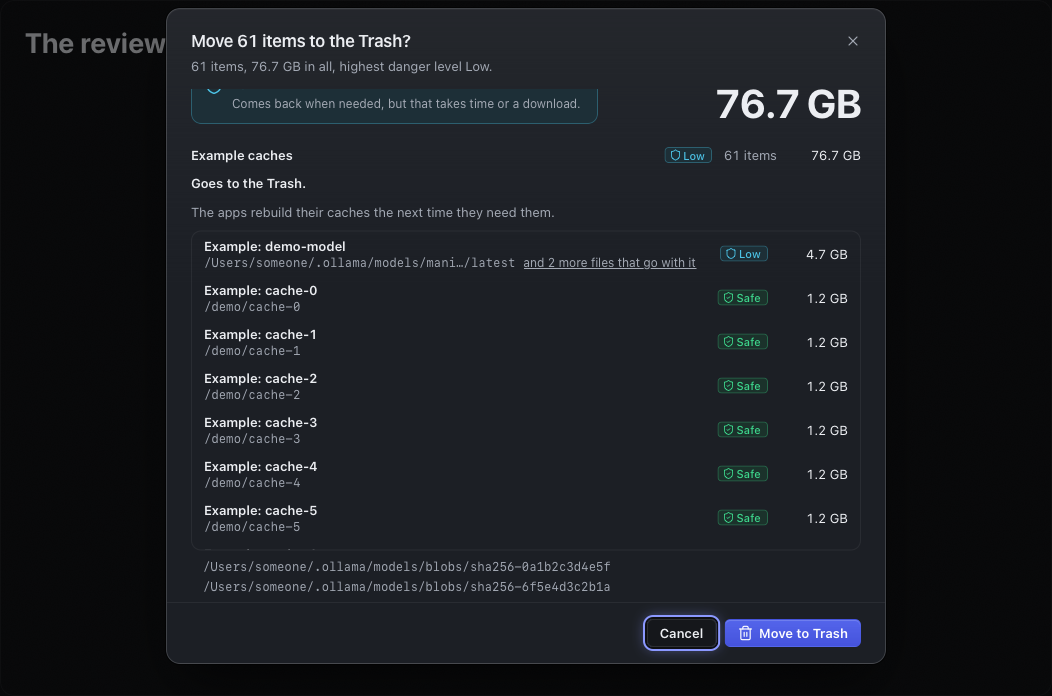 The review
Move 61 items to the Trash?
61 items, 76.7 GB in all, highest danger level Low.
Comes back when needed, but that takes time or a download.
76.7 GB
Example caches Low 61 items 76.7 GB
Goes to the Trash.
The apps rebuild their caches the next time they need them.
Example: demo-model
/Users/someone/.ollama/models/mani…/latest and 2 more files that go with it Low 4.7 GB
Example: cache-0
/demo/cache-0 Safe 1.2 GB
Example: cache-1
/demo/cache-1 Safe 1.2 GB
Example: cache-2
/demo/cache-2 Safe 1.2 GB
Example: cache-3
/demo/cache-3 Safe 1.2 GB
Example: cache-4
/demo/cache-4 Safe 1.2 GB
Example: cache-5
/demo/cache-5 Safe 1.2 GB
/Users/someone/.ollama/models/blobs/sha256-0a1b2c3d4e5f
/Users/someone/.ollama/models/blobs/sha256-6f5e4d3c2b1a
Cancel Move to Trash